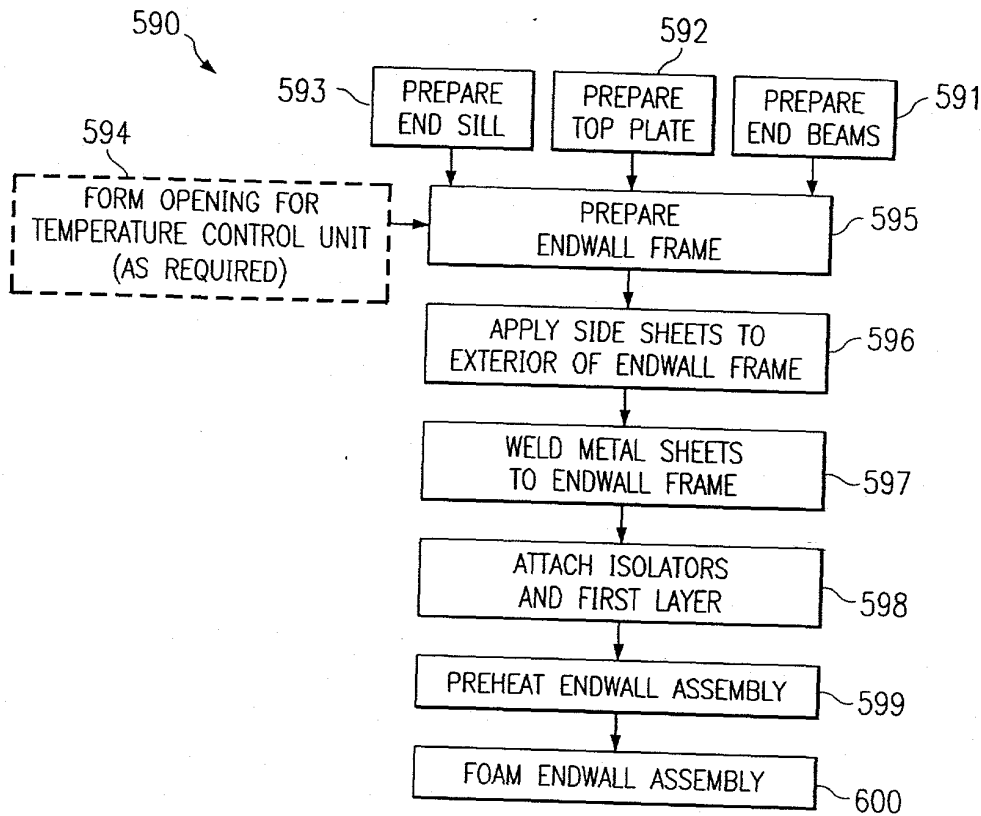 590
592
593
PREPARE
END SILL
PREPARE
TOP PLATE
PREPARE
END BEAMS
591
594
FORM OPENING FOR
TEMPERATURE CONTROL UNIT
(AS REQUIRED)
PREPARE
ENDWALL FRAME
595
APPLY SIDE SHEETS TO
EXTERIOR OF ENDWALL FRAME
596
WELD METAL SHEETS
TO ENDWALL FRAME
597
ATTACH ISOLATORS
AND FIRST LAYER
598
PREHEAT ENDWALL ASSEMBLY
599
FOAM ENDWALL ASSEMBLY
600